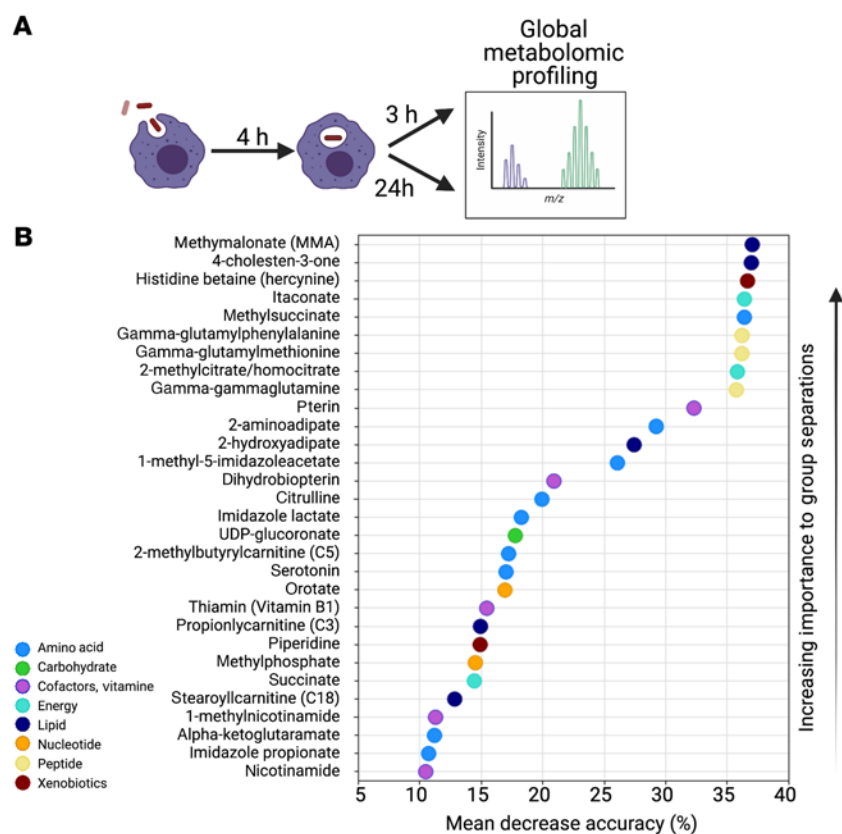 A
Global
metabolomic
profiling
4 h
3 h
24h
Intensity
m/z
B
Methymalonate (MMA)
4-cholesten-3-one
Histidine betaine (hercynine)
Itaconate
Methylsuccinate
Gamma-glutamylphenylalanine
Gamma-glutamylmethionine
2-methylcitrate/homocitrate
Gamma-gammaglutamine
Pterin
2-aminoadipate
2-hydroxyadipate
1-methyl-5-imidazoleacetate
Dihydrobiopterin
Citrulline
Imidazole lactate
UDP-glucoronate
2-methylbutyrylcarnitine (C5)
Serotonin
Orotate
Thiamin (Vitamin B1)
Propionlycarnitine (C3)
Piperidine
Methylphosphate
Succinate
Stearoyllcarnitine (C18)
1-methylnicotinamide
Alpha-ketoglutaramate
Imidazole propionate
Nicotinamide
Amino acid
Carbohydrate
Cofactors, vitamine
Energy
Lipid
Nucleotide
Peptide
Xenobiotics
5 10 15 20 25 30 35 40
Mean decrease accuracy (%)
Increasing importance to group separations